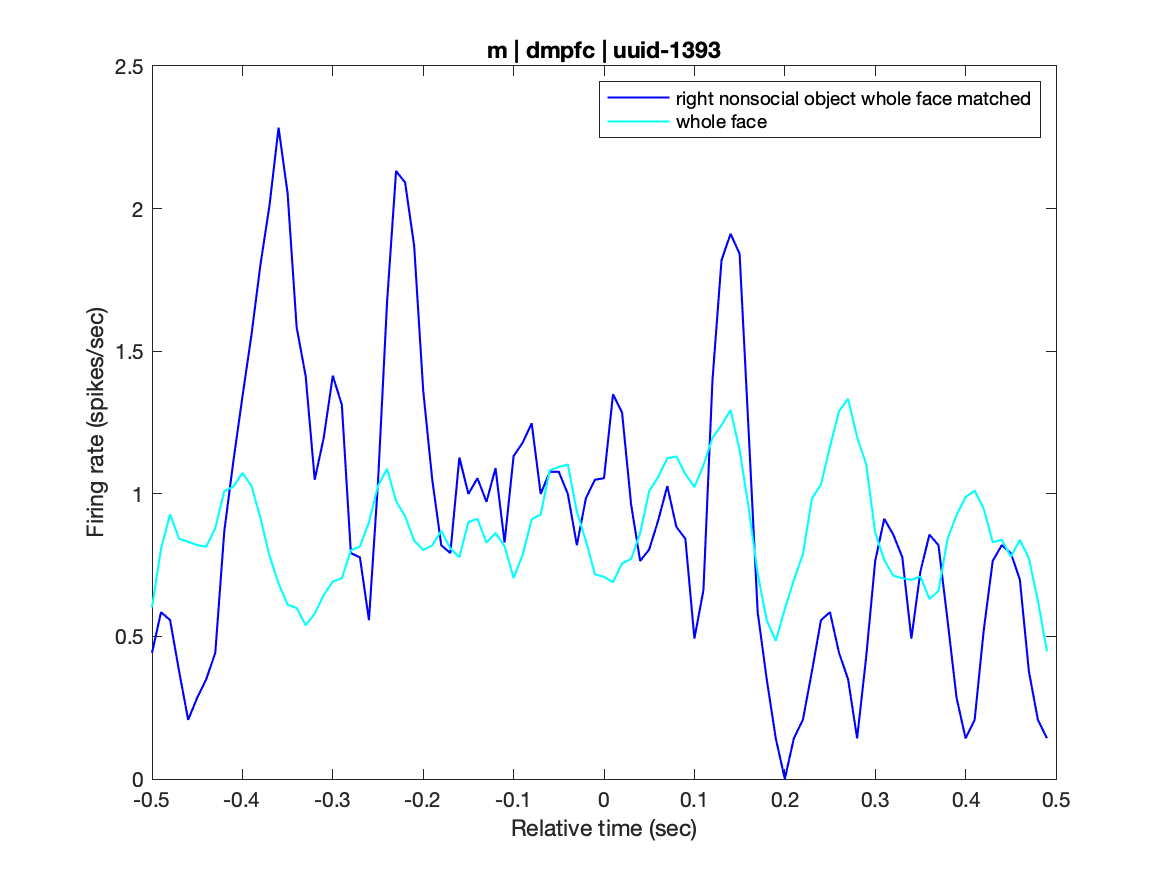 m | dmpfc | uuid-1393
2.5
right nonsocial object whole face matched
whole face
2
1.5
1
0.5
0
Firing rate (spikes/sec)
-0.5 -0.4 -0.3 -0.2 -0.1 0 0.1 0.2 0.3 0.4 0.5
Relative time (sec)